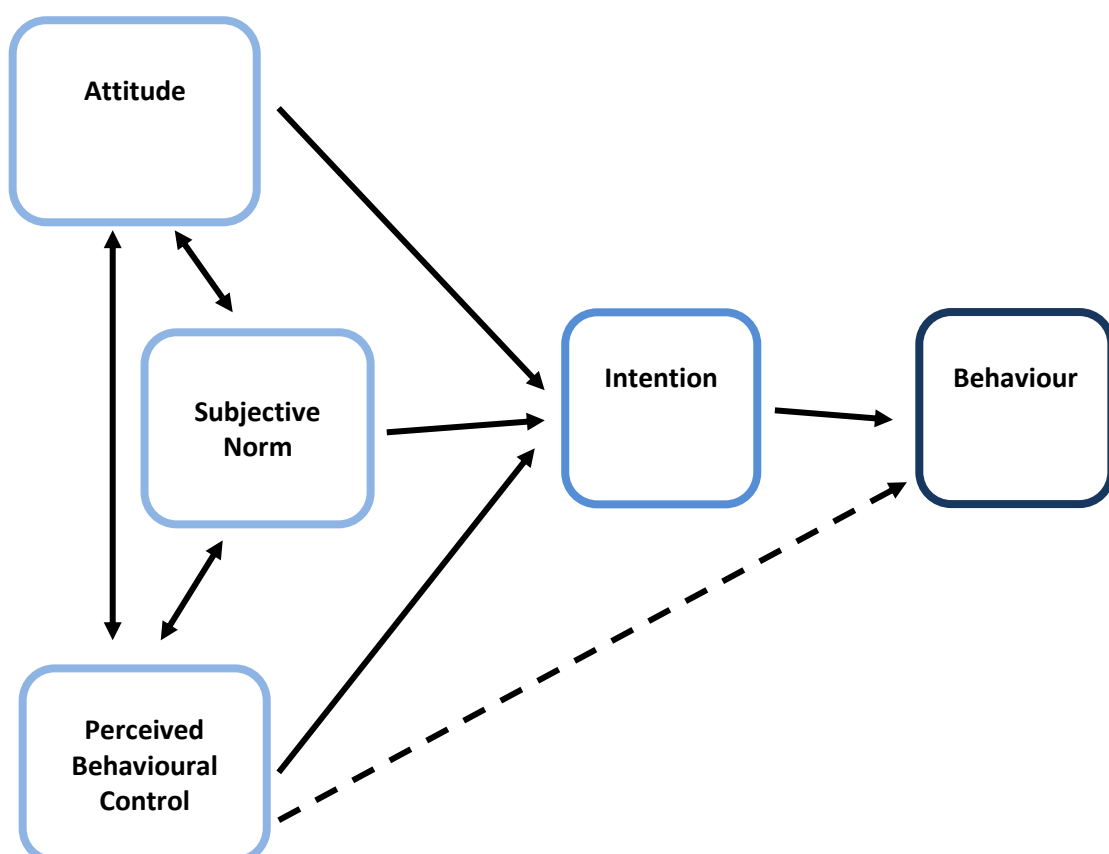 Attitude
Subjective
Norm
Intention
Behaviour
Perceived
Behavioural
Control